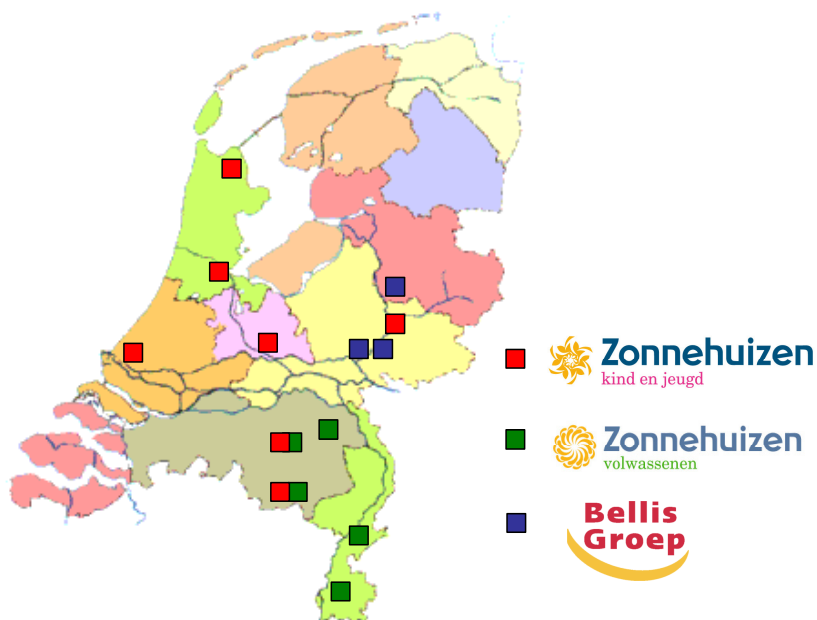 Zonnehuizen
kind en jeugd
Zonnehuizen
volwassenen
Bellis
Groep